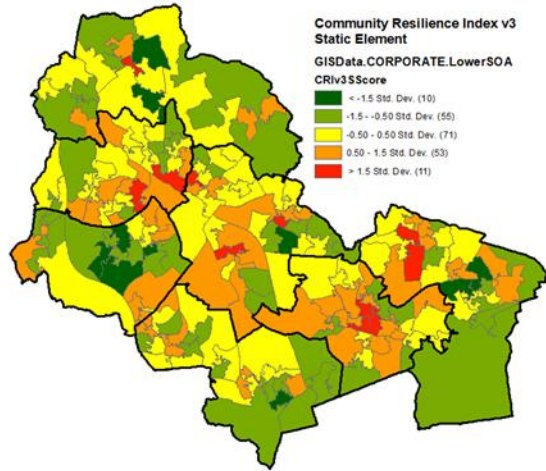 Community Resilience Index v3
Static Element
GISData.CORPORATE.LowerSOA
CRIv3SScore
< -1.5 Std. Dev. (10)
-1.5 - -0.50 Std. Dev. (55)
-0.50 - 0.50 Std. Dev. (71)
0.50 - 1.5 Std. Dev. (53)
> 1.5 Std. Dev. (11)